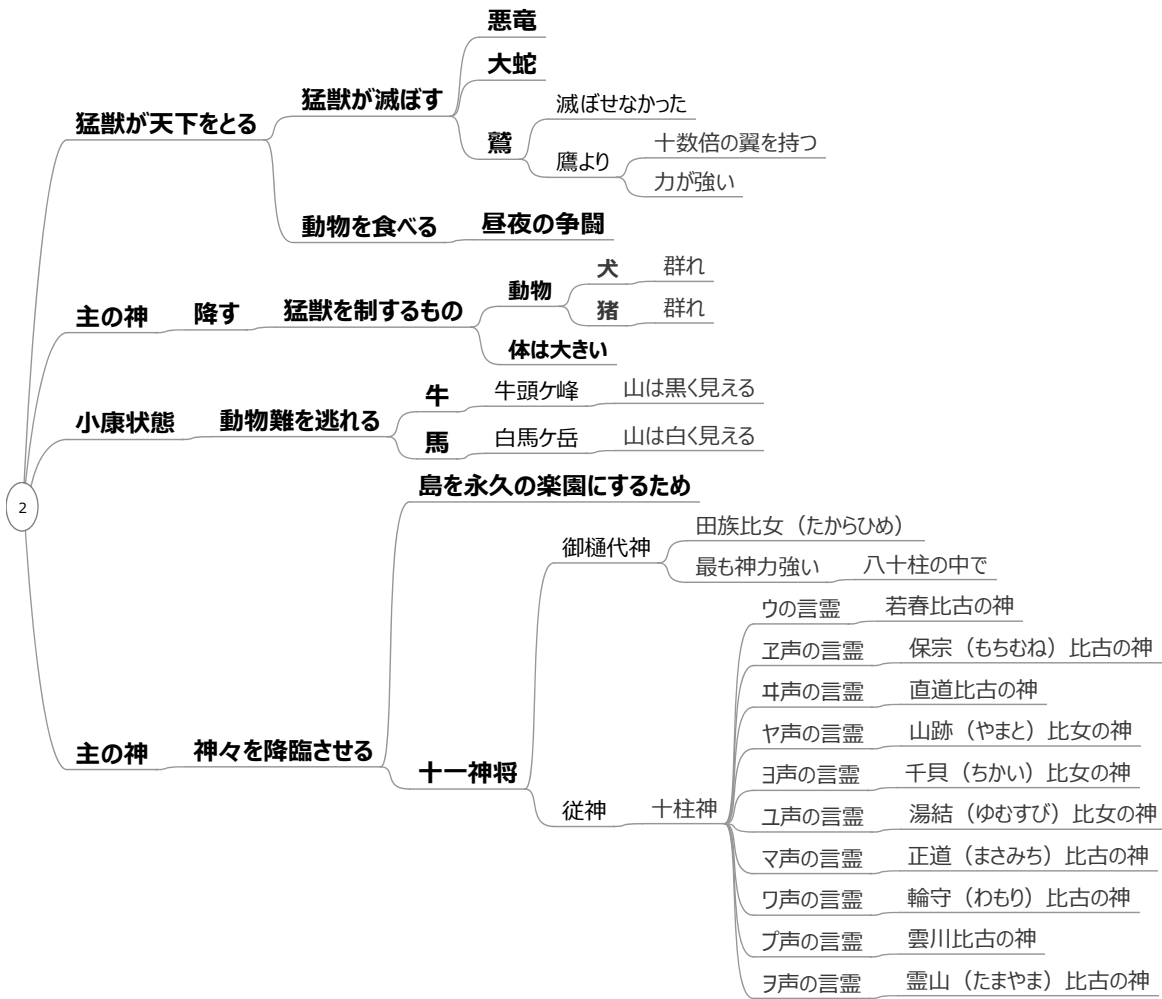 2
猛獣が天下をとる
猛獣が滅ぼす
悪竜
大蛇
鷲
滅ぼせなかった
鷹より
十数倍の翼を持つ
力が強い
動物を食べる
昼夜の争闘
主の神
降す
猛獣を制するもの
動物
犬
群れ
猪
群れ
体は大きい
小康状態
動物難を逃れる
牛
牛頭ケ峰
山は黒く見える
馬
白馬ケ岳
山は白く見える
主の神
神々を降臨させる
島を永久の楽園にするため
十一神将
御樋代神
田族比女（たからひめ）
最も神力強い
八十柱の中で
従神
十柱神
ウの言霊
若春比古の神
ヱ声の言霊
保宗（もちむね）比古の神
ヰ声の言霊
直道比古の神
ヤ声の言霊
山跡（やまと）比女の神
ヨ声の言霊
千貝（ちかい）比女の神
ユ声の言霊
湯結（ゆむすび）比女の神
マ声の言霊
正道（まさみち）比古の神
ワ声の言霊
輪守（わもり）比古の神
プ声の言霊
雲川比古の神
ヲ声の言霊
霊山（たまやま）比古の神